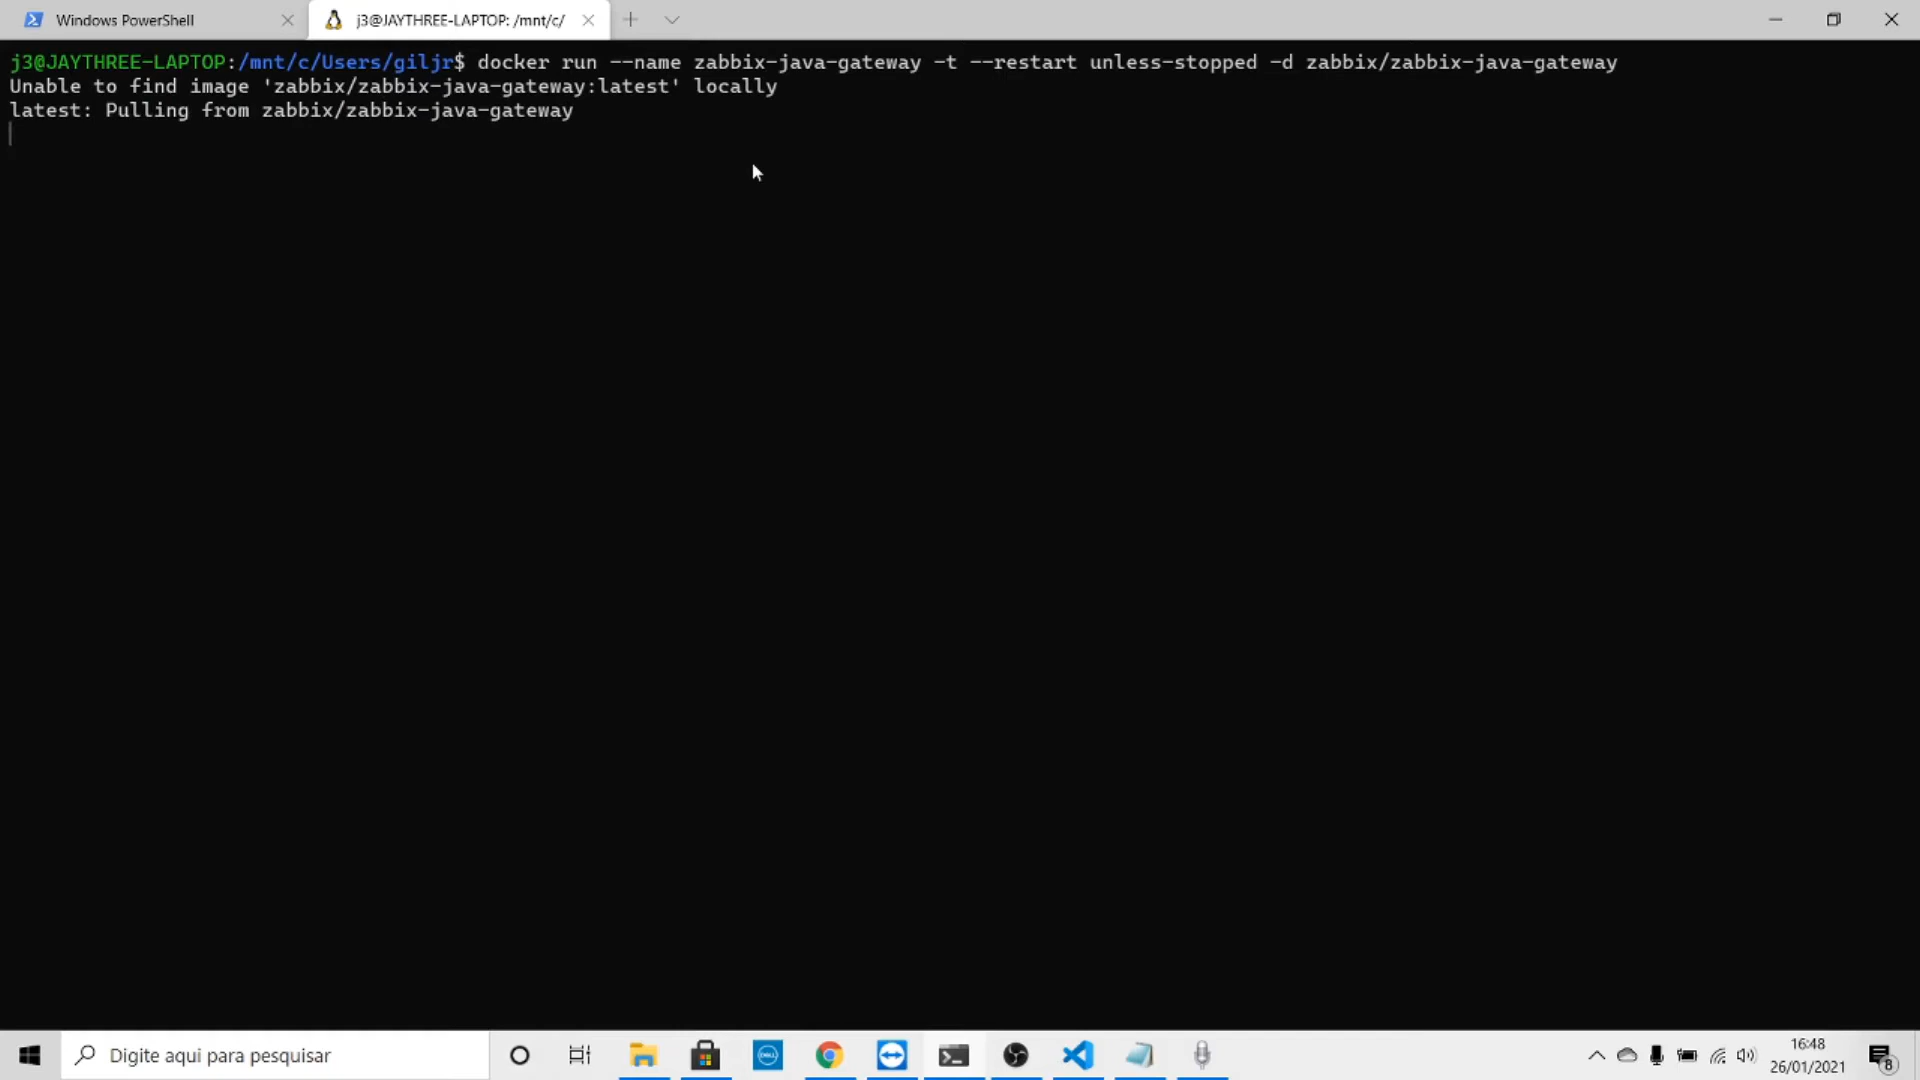 Windows PowerShell
j3@JAYTHREE-LAPTOP: /mnt/c/
j3@JAYTHREE-LAPTOP:/mnt/c/Users/giljr$ docker run --name zabbix-java-gateway -t --restart unless-stopped -d zabbix/zabbix-java-gateway
Unable to find image 'zabbix/zabbix-java-gateway:latest' locally
latest: Pulling from zabbix/zabbix-java-gateway
Digite aqui para pesquisar
DELL
16:48
26/01/2021
8